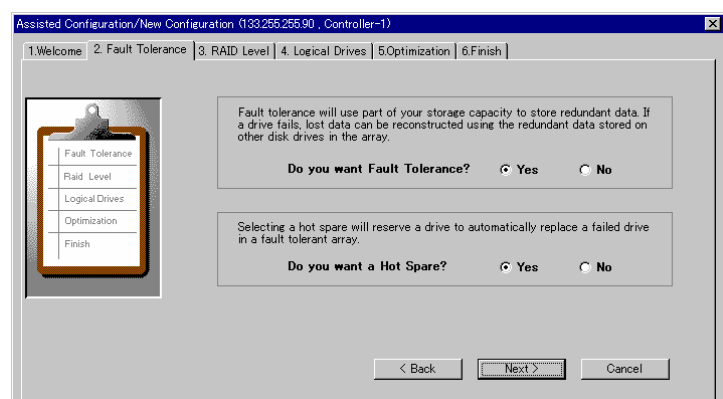 Assisted Configuration/New Configuration (133.255.255.90 , Controller-1)
1.Welcome 2. Fault Tolerance 3. RAID Level 4. Logical Drives 5.Optimization 6.Finish
Fault Tolerance
Raid Level
Logical Drives
Optimization
Finish
Fault tolerance will use part of your storage capacity to store redundant data. If
a drive fails, lost data can be reconstructed using the redundant data stored on
other disk drives in the array.
Do you want Fault Tolerance? Yes No
Selecting a hot spare will reserve a drive to automatically replace a failed drive
in a fault tolerant array.
Do you want a Hot Spare? Yes No
< Back Next > Cancel